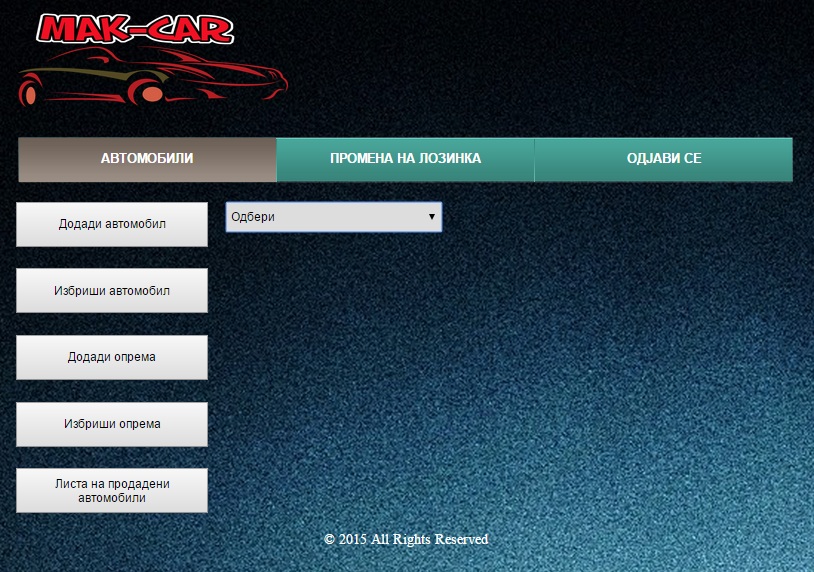 MAK-CAR
АВТОМОБИЛИ
ПРОМЕНА НА ЛОЗИНКА
ОДЈАВИ СЕ
Додади автомобил
Одбери
Избриши автомобил
Додади опрема
Избриши опрема
Листа на продадени
автомобили
© 2015 All Rights Reserved